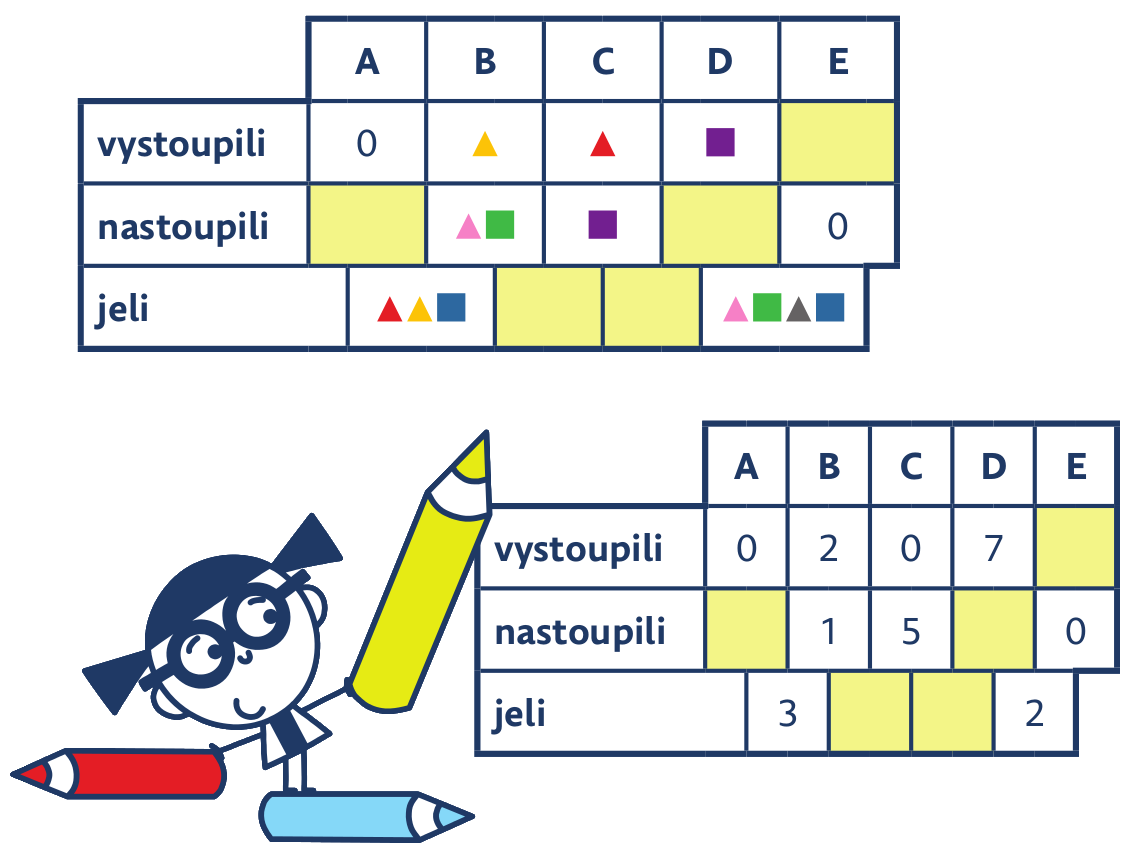 A B C D E
vystoupili 0
nastoupili 0
jeli
A B C D E
vystoupili 0 2 0 7
nastoupili 1 5 0
jeli 3 2